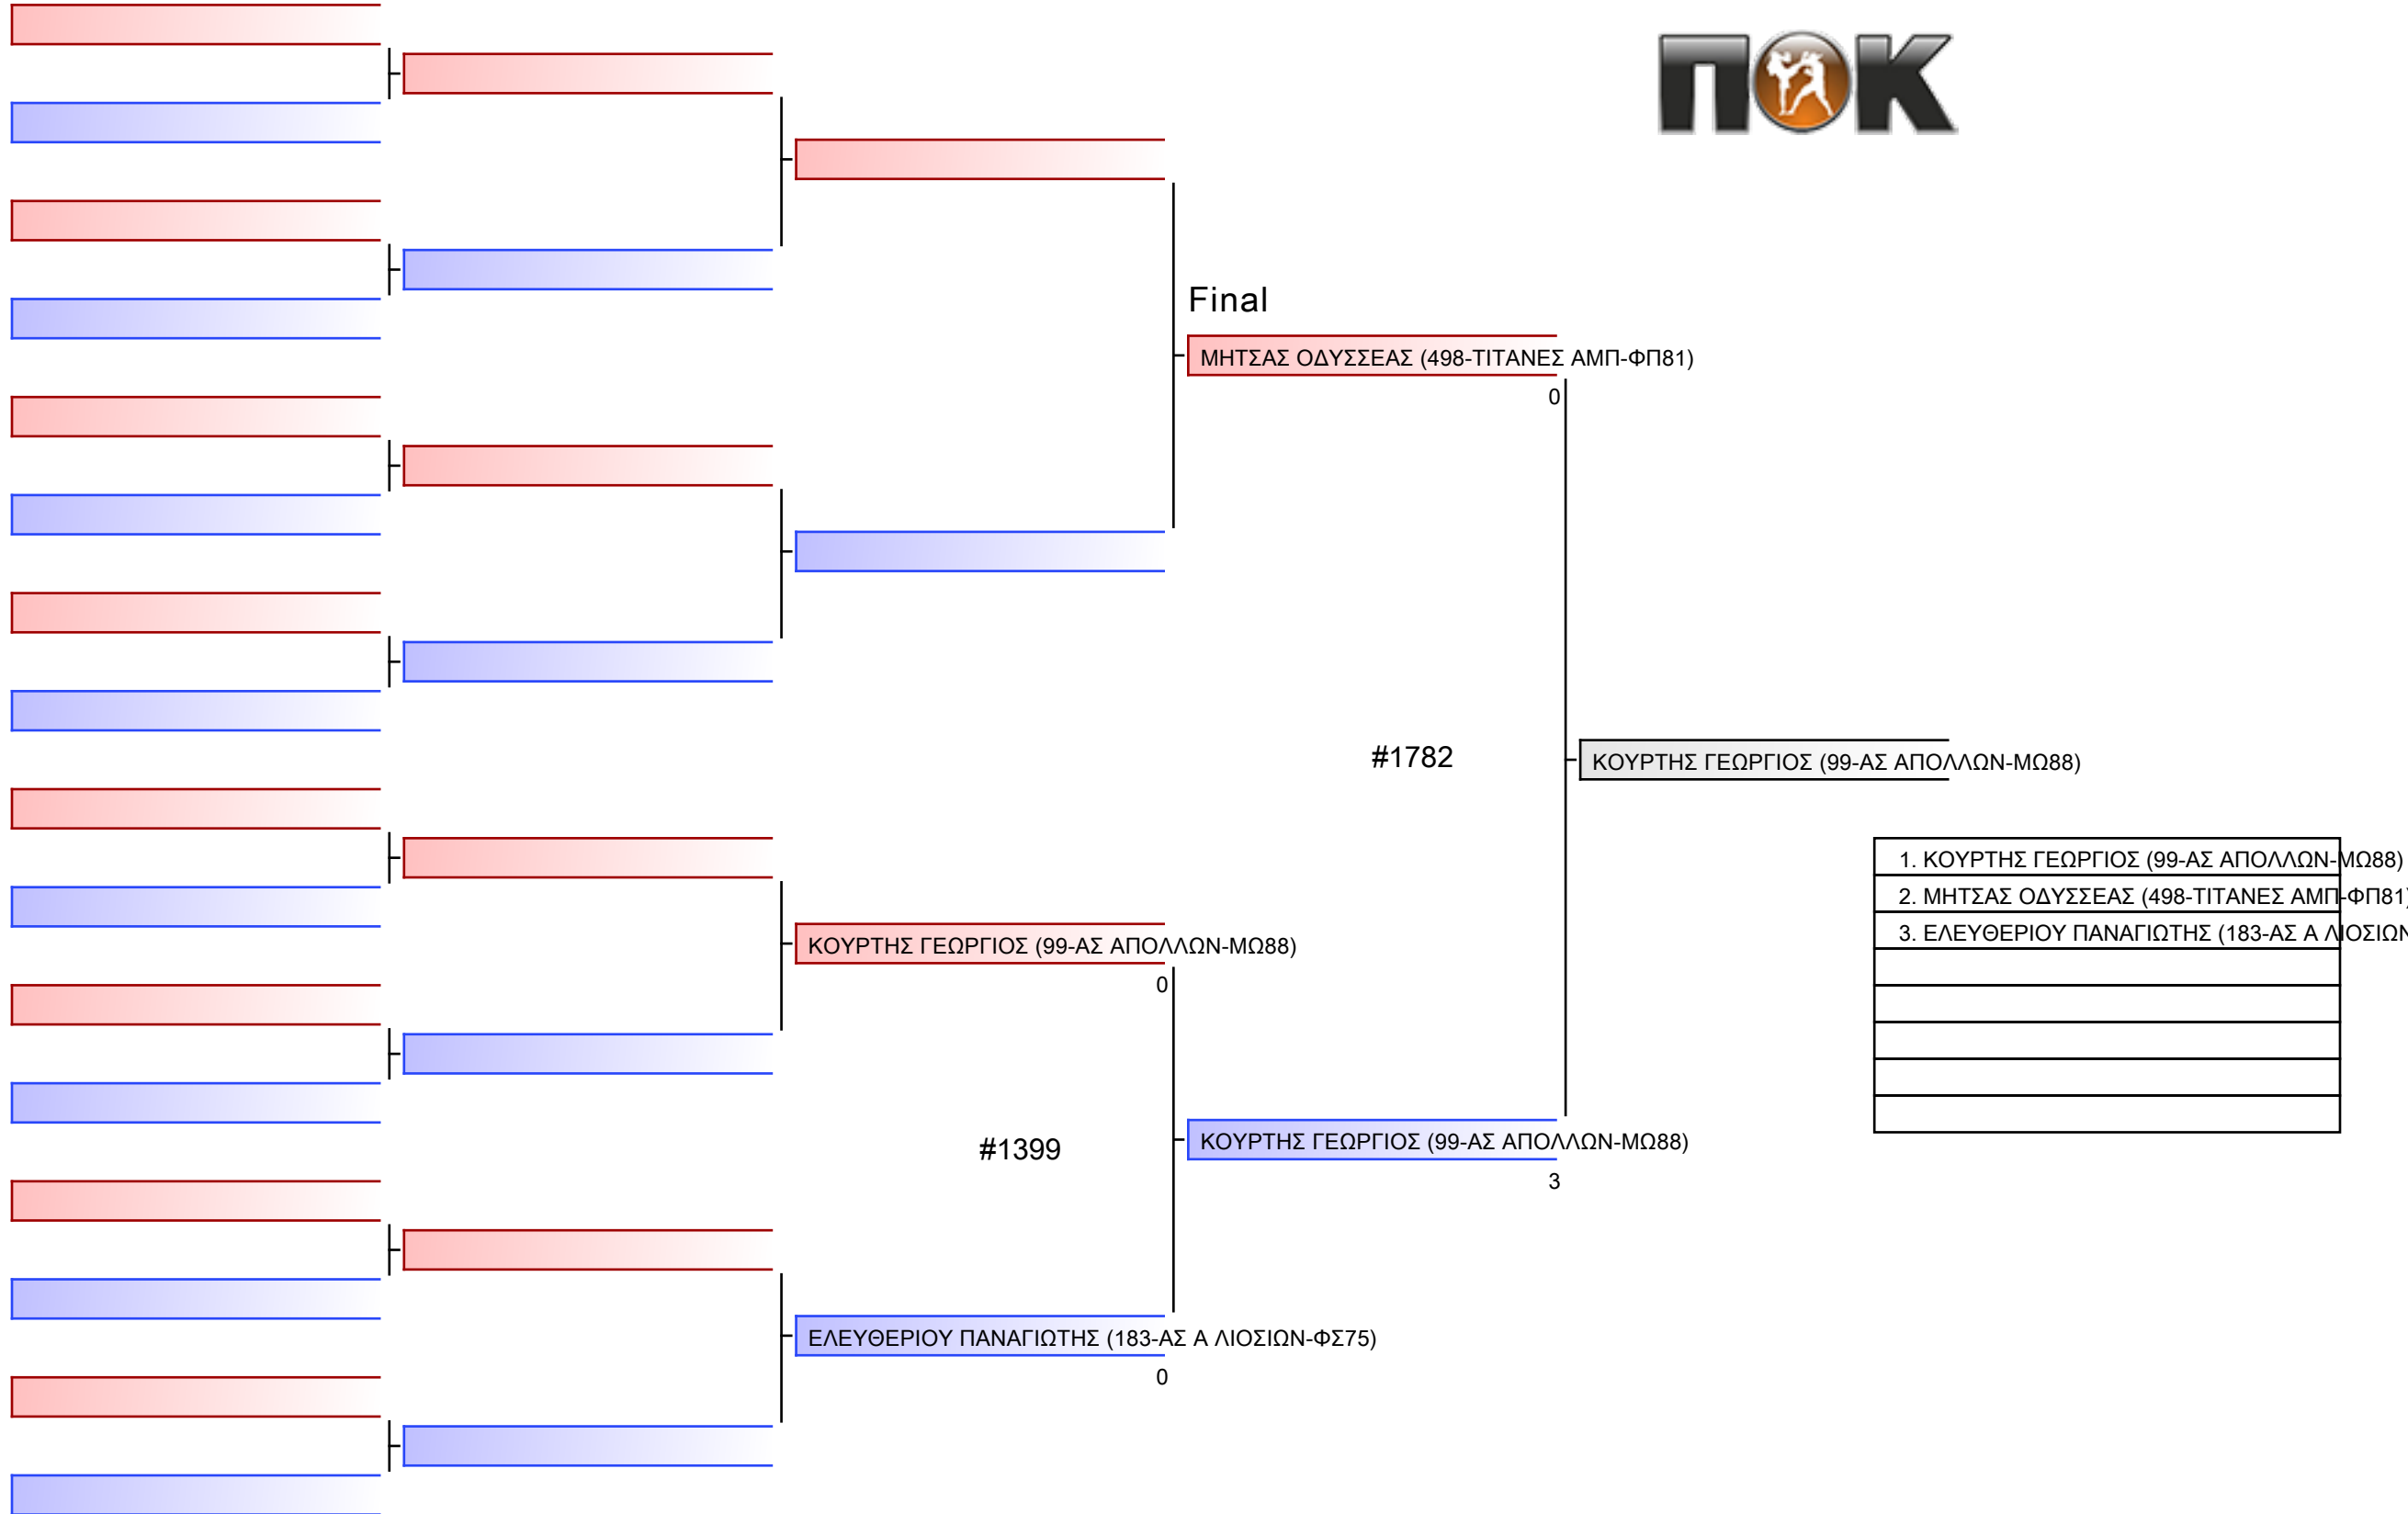 ΠΟΚ
Final
ΜΗΤΣΑΣ ΟΔΥΣΣΕΑΣ (498-ΤΙΤΑΝΕΣ ΑΜΠ-ΦΠ81)
0
#1782
ΚΟΥΡΤΗΣ ΓΕΩΡΓΙΟΣ (99-ΑΣ ΑΠΟΛΛΩΝ-ΜΩ88)
1. ΚΟΥΡΤΗΣ ΓΕΩΡΓΙΟΣ (99-ΑΣ ΑΠΟΛΛΩΝ-ΜΩ88)
2. ΜΗΤΣΑΣ ΟΔΥΣΣΕΑΣ (498-ΤΙΤΑΝΕΣ ΑΜΠ-ΦΠ81)
3. ΕΛΕΥΘΕΡΙΟΥ ΠΑΝΑΓΙΩΤΗΣ (183-ΑΣ Α ΛΙΟΣΙΩΝ
ΚΟΥΡΤΗΣ ΓΕΩΡΓΙΟΣ (99-ΑΣ ΑΠΟΛΛΩΝ-ΜΩ88)
0
#1399
ΚΟΥΡΤΗΣ ΓΕΩΡΓΙΟΣ (99-ΑΣ ΑΠΟΛΛΩΝ-ΜΩ88)
3
ΕΛΕΥΘΕΡΙΟΥ ΠΑΝΑΓΙΩΤΗΣ (183-ΑΣ Α ΛΙΟΣΙΩΝ-ΦΣ75)
0